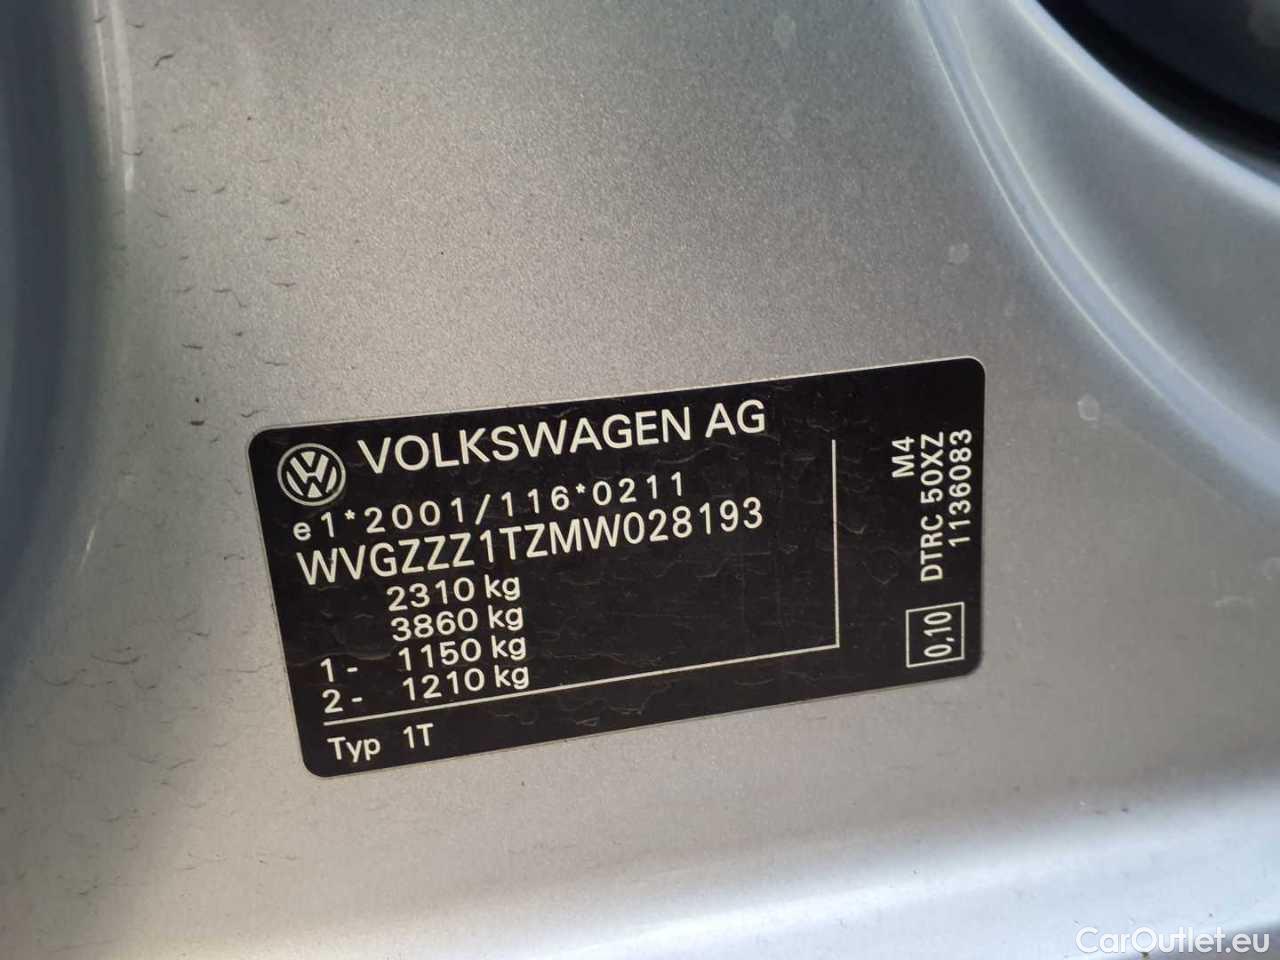 VOLKSWAGEN AG
e1*2001/116*0211
WVGZZZ1TZMW028193
2310 kg
3860 kg
1- 1150 kg
2- 1210 kg
Typ 1T
M4
DTRC 50XZ
1136083
0,10
CarOutlet.eu